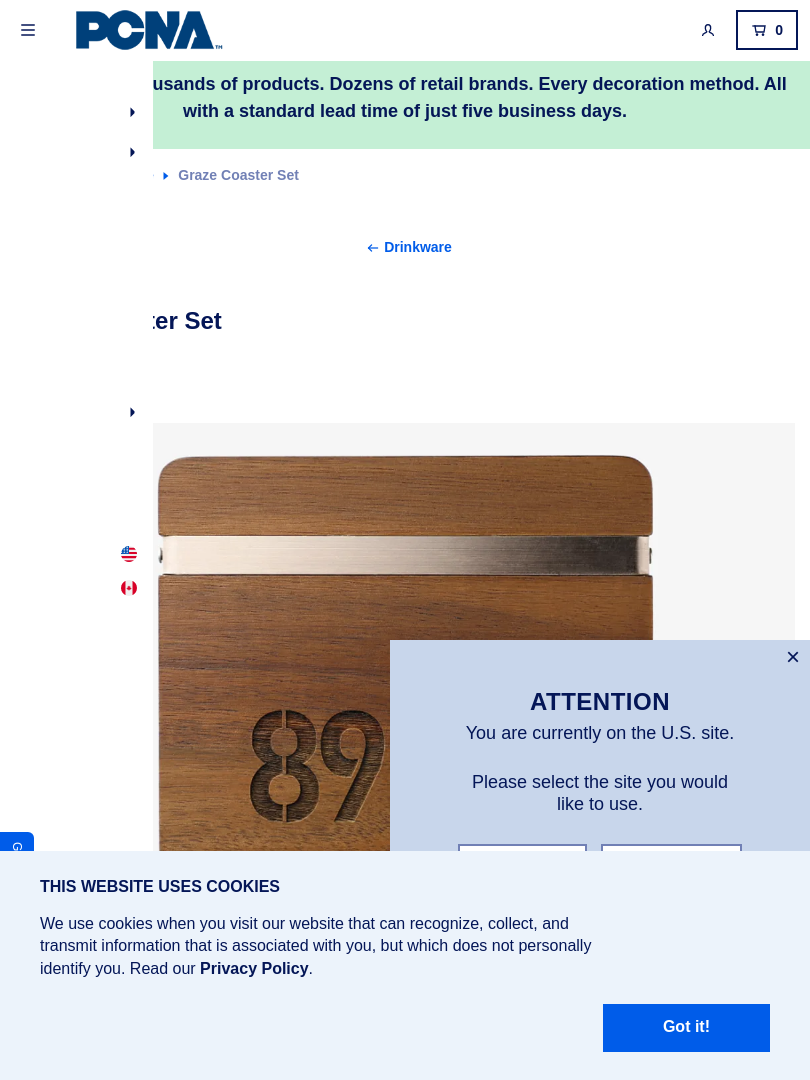 PCNA™
0
usands of products. Dozens of retail brands. Every decoration method. All
with a standard lead time of just five business days.
Graze Coaster Set
Drinkware
ter Set
89
ATTENTION
You are currently on the U.S. site.
Please select the site you would
like to use.
G
THIS WEBSITE USES COOKIES
We use cookies when you visit our website that can recognize, collect, and
transmit information that is associated with you, but which does not personally
identify you. Read our Privacy Policy.
Got it!